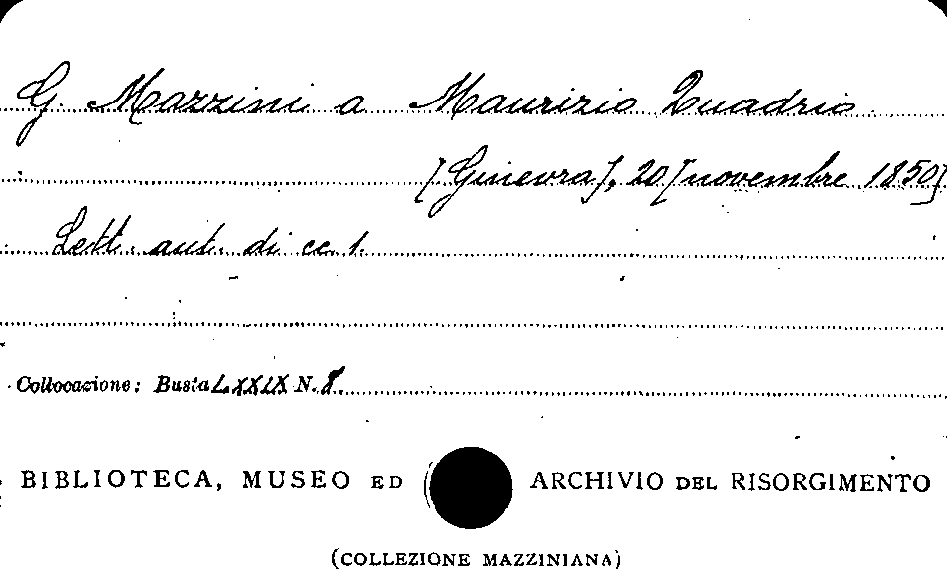 G. Mazzini a Maurizio Quadrio.
[Ginevra], 20 [novembre 1850]
Lett. aut. di cc. 1.
Collocazione: Busta LXXIX N. 8.
BIBLIOTECA, MUSEO ED ARCHIVIO DEL RISORGIMENTO
(COLLEZIONE MAZZINIANA)